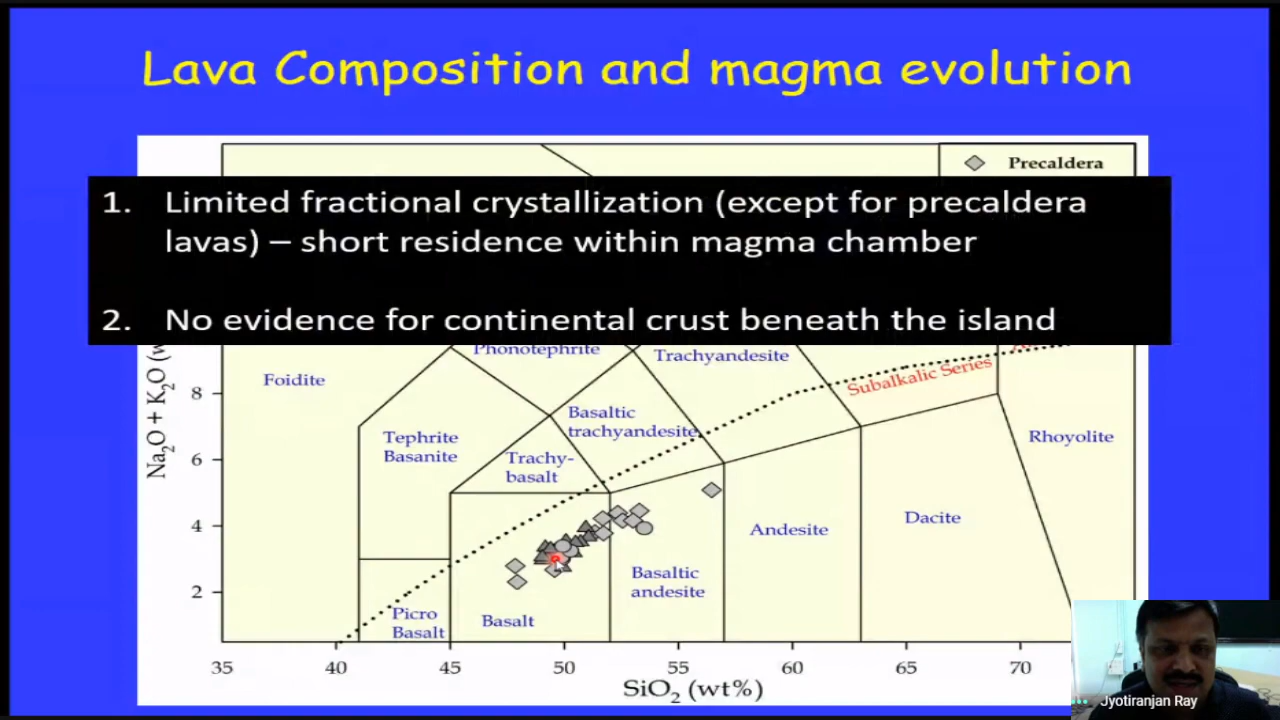 Lava Composition and magma evolution
Precaldera
1. Limited fractional crystallization (except for precaldera
lavas) – short residence within magma chamber
2. No evidence for continental crust beneath the island
Phonotephrite
Trachyandesite
Foidite
Subalkalic Series
Basaltic
trachyandesite
Tephrite
Basanite
Rhoyolite
Trachy-
basalt
Andesite
Dacite
Basaltic
andesite
Picro
Basalt
Basalt
Na2O + K2O
8
6
4
2
35 40 45 50 55 60 65 70
SiO2 (wt%)
Jyotiranjan Ray